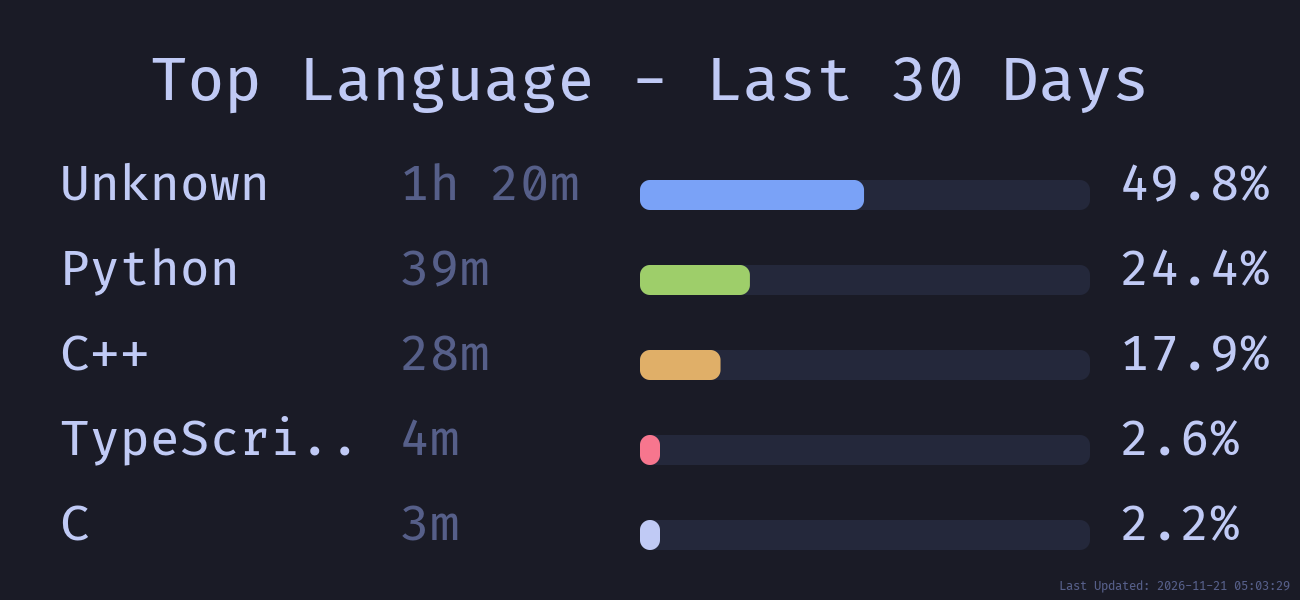 Top Language – Last 30 Days
Unknown 1h 20m 49.8%
Python 39m 24.4%
C++ 28m 17.9%
TypeScri.. 4m 2.6%
C 3m 2.2%
Last Updated: 2026-11-21 05:03:29